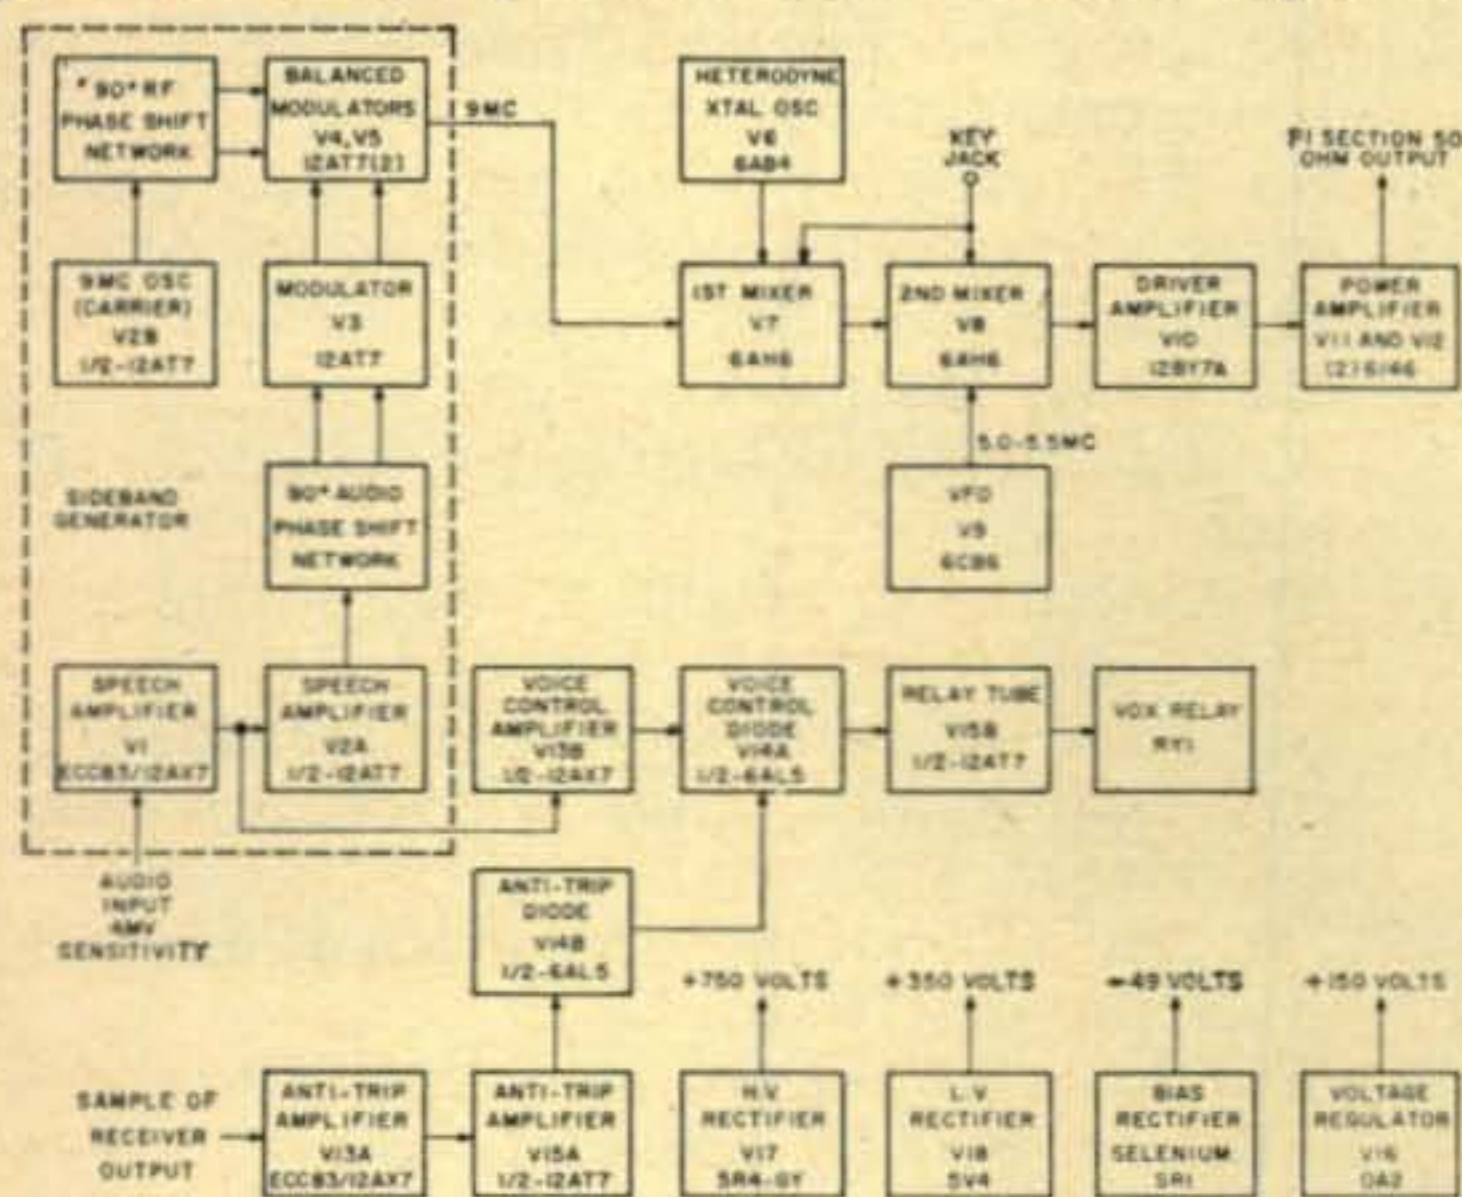 90° RF
PHASE SHIFT
NETWORK
BALANCED
MODULATORS
V4, V5
12AT7(2)
9 MC
HETERODYNE
XTAL OSC
V6
6AB4
KEY
JACK
PI SECTION 50
OHM OUTPUT
9 MC OSC
(CARRIER)
V2B
1/2-12AT7
MODULATOR
V3
12AT7
1ST MIXER
V7
6AH6
2ND MIXER
V8
6AH6
DRIVER
AMPLIFIER
V10
12BY7A
POWER
AMPLIFIER
V11 AND V12
(2) 6146
5.0-5.5MC
SIDEBAND
GENERATOR
90° AUDIO
PHASE SHIFT
NETWORK
VFO
V9
6CB6
SPEECH
AMPLIFIER
V1
ECC83/12AX7
SPEECH
AMPLIFIER
V2A
1/2-12AT7
VOICE
CONTROL
AMPLIFIER
V13B
1/2-12AX7
VOICE
CONTROL
DIODE
V14A
1/2-6AL5
RELAY TUBE
V15B
1/2-12AT7
VOX RELAY
RY1
AUDIO
INPUT
4MV
SENSITIVITY
ANTI-TRIP
DIODE
V14B
1/2-6AL5
+750 VOLTS
+350 VOLTS
-49 VOLTS
+150 VOLTS
SAMPLE OF
RECEIVER
OUTPUT
ANTI-TRIP
AMPLIFIER
V13A
ECC83/12AX7
ANTI-TRIP
AMPLIFIER
V15A
1/2-12AT7
H.V
RECTIFIER
V17
5R4-GY
L.V
RECTIFIER
V18
5V4
BIAS
RECTIFIER
SELENIUM
SR1
VOLTAGE
REGULATOR
V16
OA2